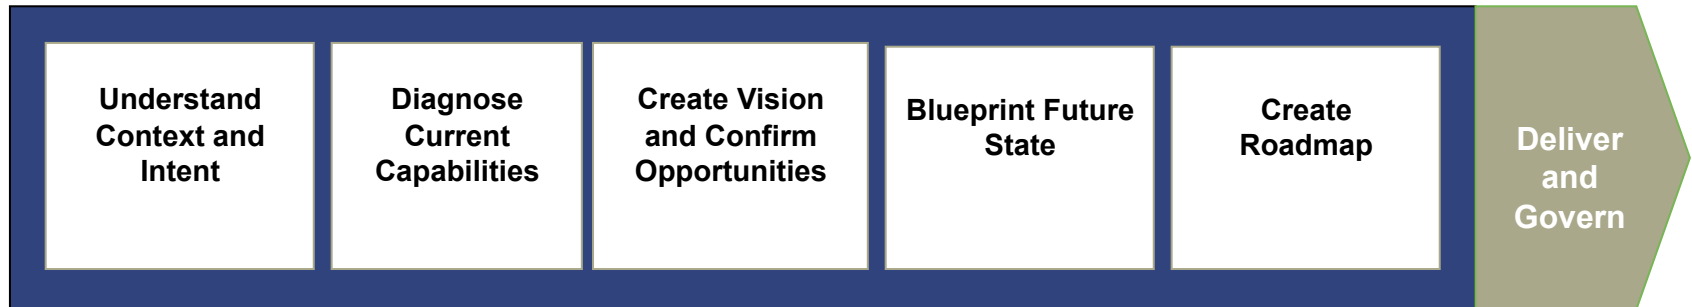 Understand
Context and
Intent
Diagnose
Current
Capabilities
Create Vision
and Confirm
Opportunities
Blueprint Future
State
Create
Roadmap
Deliver
and
Govern